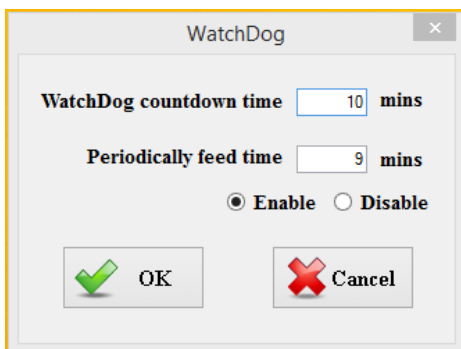 WatchDog
WatchDog countdown time 10 mins
Periodically feed time 9 mins
Enable Disable
OK Cancel